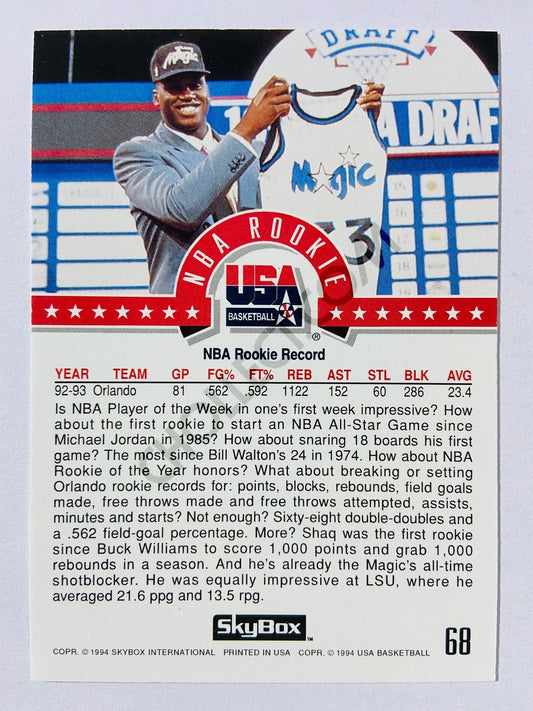 Magic
DRAFT
DRAFT
Magic
3
15
NBA ROOKIE
USA
BASKETBALL
®
NBA Rookie Record
YEAR TEAM GP FG% FT% REB AST STL BLK AVG
92-93 Orlando 81 .562 .592 1122 152 60 286 23.4
Is NBA Player of the Week in one's first week impressive? How
about the first rookie to start an NBA All-Star Game since
Michael Jordan in 1985? How about snaring 18 boards his first
game? The most since Bill Walton's 24 in 1974. How about NBA
Rookie of the Year honors? What about breaking or setting
Orlando rookie records for: points, blocks, rebounds, field goals
made, free throws made and free throws attempted, assists,
minutes and starts? Not enough? Sixty-eight double-doubles and
a .562 field-goal percentage. More? Shaq was the first rookie
since Buck Williams to score 1,000 points and grab 1,000
rebounds in a season. And he's already the Magic's all-time
shotblocker. He was equally impressive at LSU, where he
averaged 21.6 ppg and 13.5 rpg.
SkyBox™
68
COPR. © 1994 SKYBOX INTERNATIONAL PRINTED IN USA COPR. © 1994 USA BASKETBALL